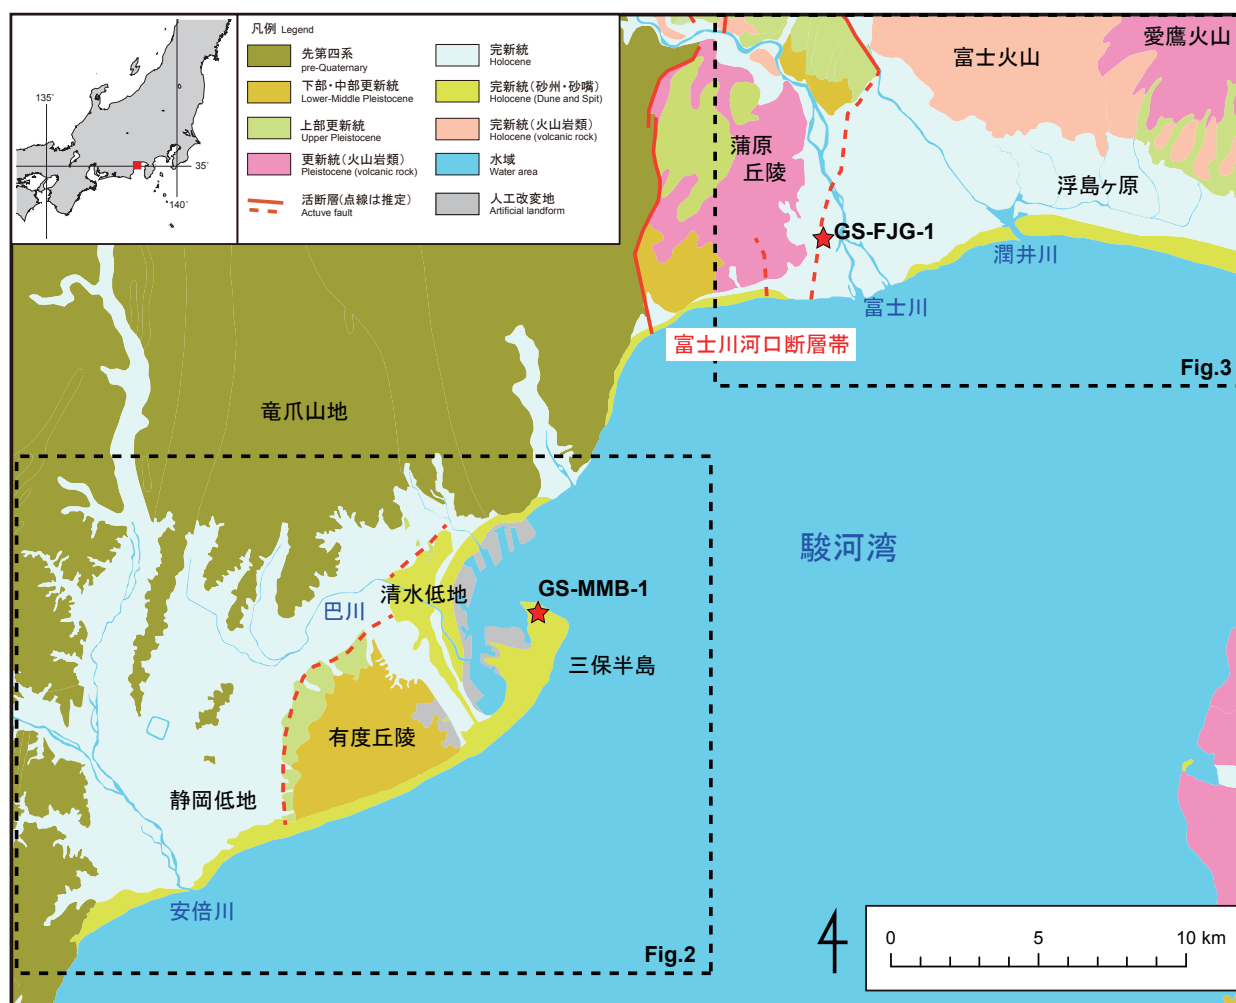 135°
35°
140°
凡例 Legend
先第四系
pre-Quaternary
下部・中部更新統
Lower-Middle Pleistocene
上部更新統
Upper Pleistocene
更新統(火山岩類)
Pleistocene (volcanic rock)
活断層(点線は推定)
Actuve fault
完新統
Holocene
完新統(砂州・砂嘴)
Holocene (Dune and Spit)
完新統(火山岩類)
Holocene (volcanic rock)
水域
Water area
人工改変地
Artificial landform
愛鷹火山
富士火山
蒲原
丘陵
浮島ヶ原
GS-FJG-1
潤井川
富士川
富士川河口断層帯
Fig.3
竜爪山地
駿河湾
GS-MMB-1
清水低地
巴川
三保半島
有度丘陵
静岡低地
安倍川
Fig.2
0 5 10 km